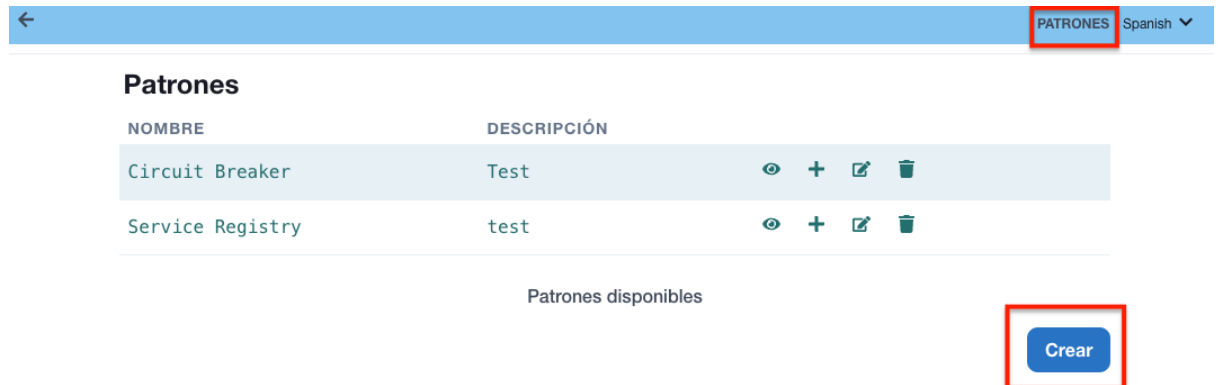 PATRONES Spanish
Patrones
NOMBRE DESCRIPCIÓN
Circuit Breaker Test
Service Registry test
Patrones disponibles
Crear